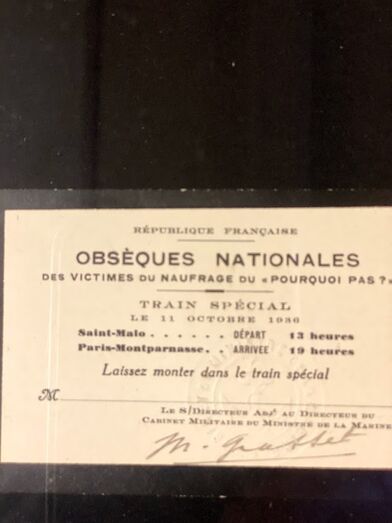 RÉPUBLIQUE FRANÇAISE
OBSÈQUES NATIONALES
DES VICTIMES DU NAUFRAGE DU « POURQUOI PAS ? »
TRAIN SPÉCIAL
LE 11 OCTOBRE 1936
Saint-Malo . . . . . . DÉPART 13 heures
Paris-Montparnasse. . ARRIVÉE 19 heures
Laissez monter dans le train spécial
M
LE S/DIRECTEUR ADJt AU DIRECTEUR DU
CABINET MILITAIRE DU MINISTRE DE LA MARINE
M. Grasset